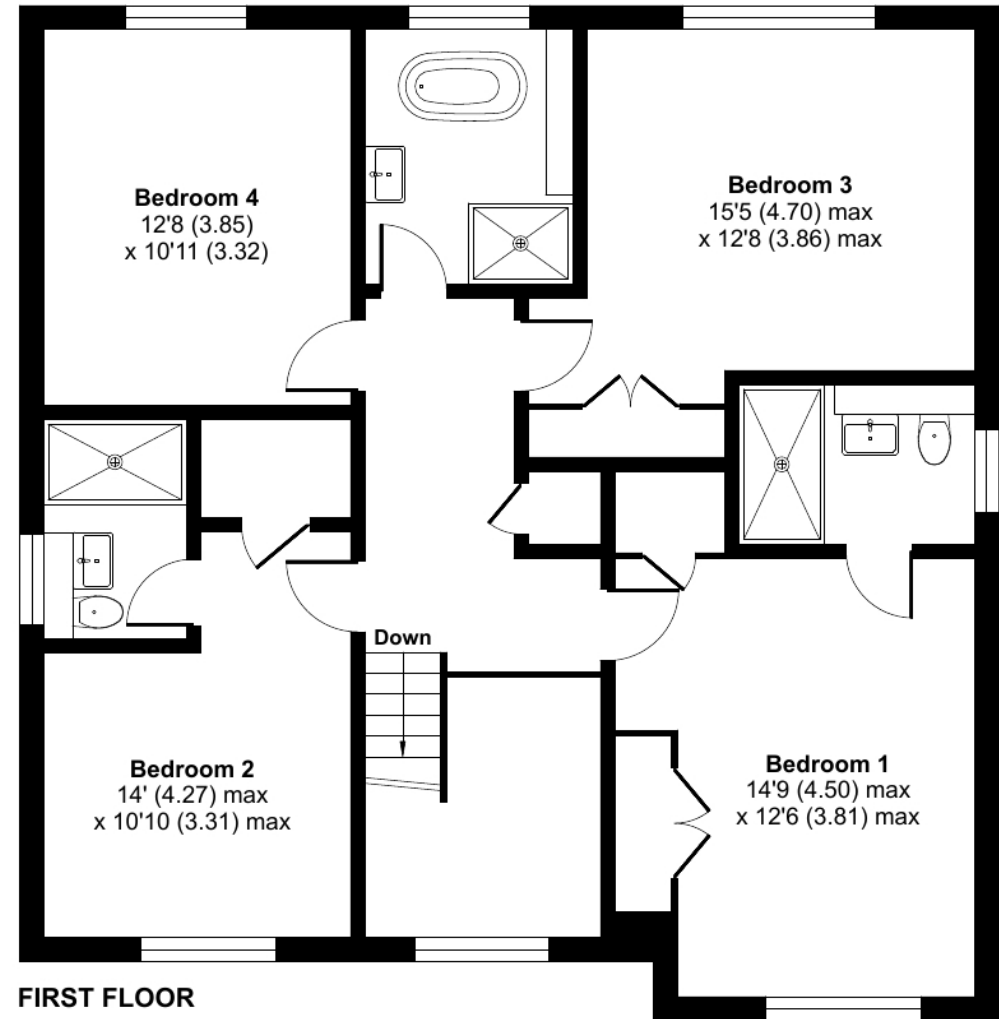 Bedroom 4
12'8 (3.85)
x 10'11 (3.32)
Bedroom 3
15'5 (4.70) max
x 12'8 (3.86) max
Down
Bedroom 2
14' (4.27) max
x 10'10 (3.31) max
Bedroom 1
14'9 (4.50) max
x 12'6 (3.81) max
FIRST FLOOR